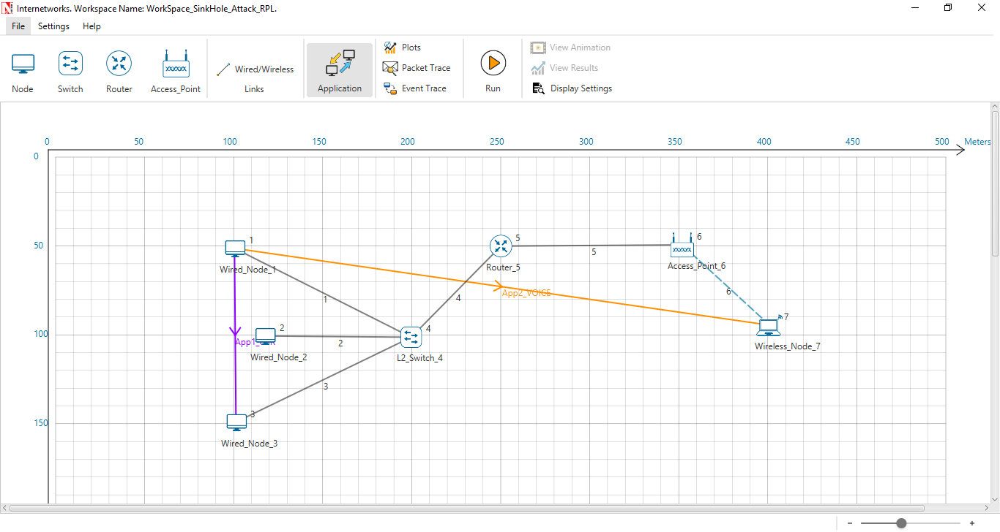 Internetworks. Workspace Name: WorkSpace_SinkHole_Attack_RPL.
File Settings Help
Node
Switch
Router
Access_Point
Wired/Wireless
Links
Application
Plots
Packet Trace
Event Trace
Run
View Animation
View Results
Display Settings
0 50 100 150 200 250 300 350 400 450 500 Meters
0
50
100
150
1
Wired_Node_1
5
Router_5
5
6
Access_Point_6
6
App2_VOICE
1
4
7
Wireless_Node_7
2
Wired_Node_2
2
4
L2_Switch_4
3
3
Wired_Node_3